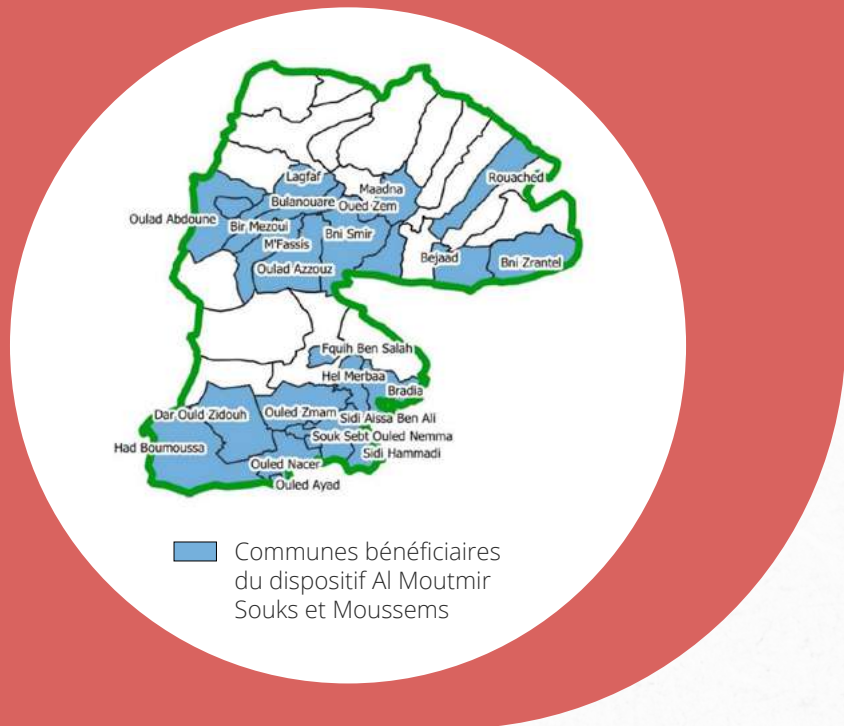 Lagfaf
Maadna
Rouached
Bulanouare
Oued Zem
Oulad Abdoune
Bir Mezoui
Bni Smir
M'Fassis
Bejaad
Bni Zrantel
Oulad Azzouz
Fquih Ben Salah
Hel Merbaa
Bradia
Dar Ould Zidouh
Ouled Zmam
Sidi Aissa Ben Ali
Souk Sebt Ouled Nemma
Had Boumoussa
Sidi Hammadi
Ouled Nacer
Ouled Ayad
Communes bénéficiaires
du dispositif Al Moutmir
Souks et Moussems